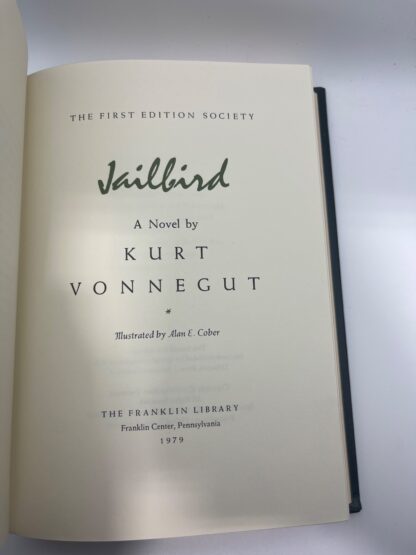 THE FIRST EDITION SOCIETY
Jailbird
A Novel by
KURT
VONNEGUT
*
Illustrated by Alan E. Cober
THE FRANKLIN LIBRARY
Franklin Center, Pennsylvania
1979